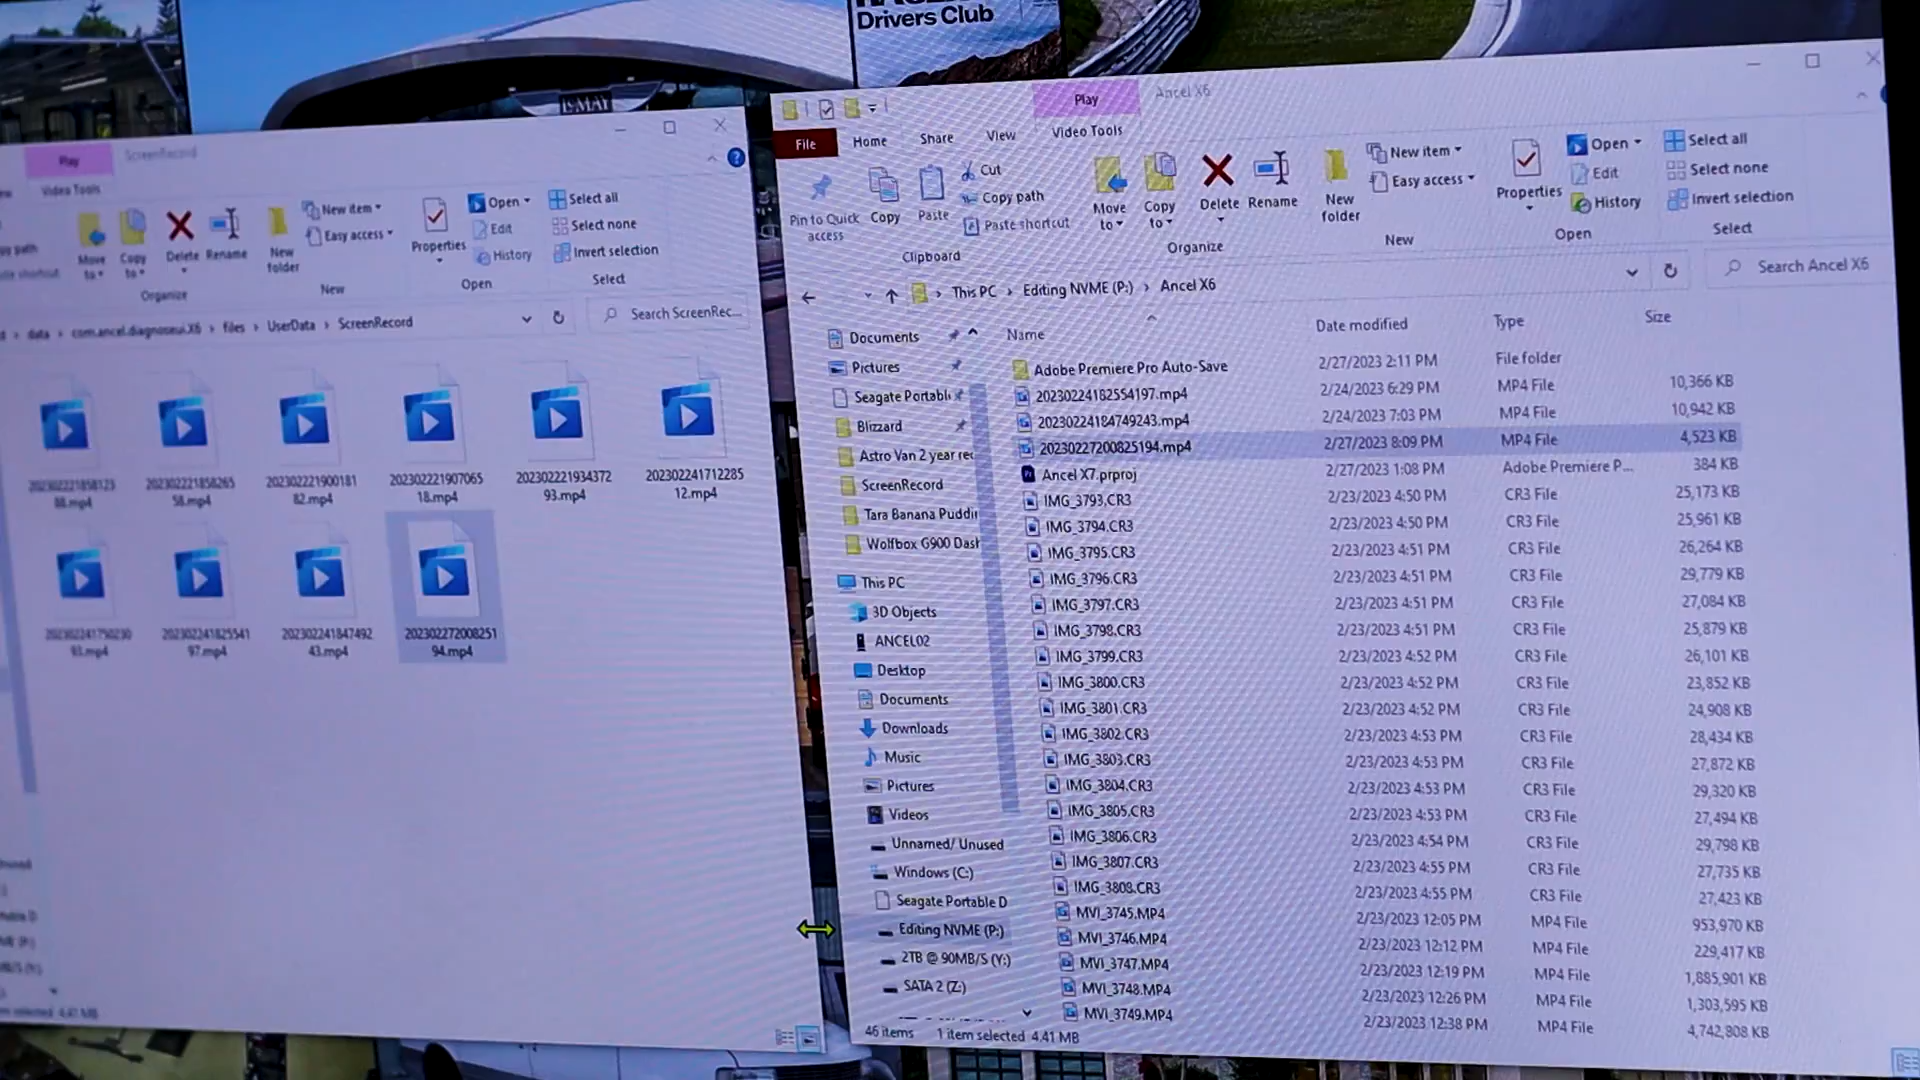 Drivers Club
LEMAY
Play
ScreenRecord
Video Tools
Move to
Copy to
Delete
Rename
New folder
New item
Easy access
Properties
Open
Edit
History
Select all
Select none
Invert selection
Organize
New
Open
Select
data › com.ancel.diagnoseui.X6 › files › UserData › ScreenRecord
Search ScreenRec...
202302221858265
58.mp4
202302221900181
82.mp4
202302221907065
18.mp4
202302221934372
93.mp4
202302241712285
12.mp4
202302241825541
97.mp4
202302241847492
43.mp4
202302272008251
94.mp4
Play
Ancel X6
File
Home
Share
View
Video Tools
Pin to Quick access
Copy
Paste
Cut
Copy path
Paste shortcut
Move to
Copy to
Delete
Rename
New folder
New item
Easy access
Properties
Open
Edit
History
Select all
Select none
Invert selection
Clipboard
Organize
New
Open
Select
This PC › Editing NVME (P:) › Ancel X6
Search Ancel X6
Documents
Pictures
Seagate Portabl
Blizzard
Astro Van 2 year rec
ScreenRecord
Tara Banana Puddi
Wolfbox G900 Dash
This PC
3D Objects
ANCEL02
Desktop
Documents
Downloads
Music
Pictures
Videos
Unnamed/ Unused
Windows (C:)
Seagate Portable D
Editing NVME (P:)
2TB @ 90MB/S (Y:)
SATA 2 (Z:)
Name Date modified Type Size
Adobe Premiere Pro Auto-Save 2/27/2023 2:11 PM File folder
20230224182554197.mp4 2/24/2023 6:29 PM MP4 File 10,366 KB
20230224184749243.mp4 2/24/2023 7:03 PM MP4 File 10,942 KB
20230227200825194.mp4 2/27/2023 8:09 PM MP4 File 4,523 KB
Ancel X7.prproj 2/27/2023 1:08 PM Adobe Premiere P... 384 KB
IMG_3793.CR3 2/23/2023 4:50 PM CR3 File 25,173 KB
IMG_3794.CR3 2/23/2023 4:50 PM CR3 File 25,961 KB
IMG_3795.CR3 2/23/2023 4:51 PM CR3 File 26,264 KB
IMG_3796.CR3 2/23/2023 4:51 PM CR3 File 29,779 KB
IMG_3797.CR3 2/23/2023 4:51 PM CR3 File 27,084 KB
IMG_3798.CR3 2/23/2023 4:51 PM CR3 File 25,879 KB
IMG_3799.CR3 2/23/2023 4:52 PM CR3 File 26,101 KB
IMG_3800.CR3 2/23/2023 4:52 PM CR3 File 23,852 KB
IMG_3801.CR3 2/23/2023 4:52 PM CR3 File 24,908 KB
IMG_3802.CR3 2/23/2023 4:53 PM CR3 File 28,434 KB
IMG_3803.CR3 2/23/2023 4:53 PM CR3 File 27,872 KB
IMG_3804.CR3 2/23/2023 4:53 PM CR3 File 29,320 KB
IMG_3805.CR3 2/23/2023 4:53 PM CR3 File 27,494 KB
IMG_3806.CR3 2/23/2023 4:54 PM CR3 File 29,798 KB
IMG_3807.CR3 2/23/2023 4:55 PM CR3 File 27,735 KB
IMG_3808.CR3 2/23/2023 4:55 PM CR3 File 27,423 KB
MVI_3745.MP4 2/23/2023 12:05 PM MP4 File 953,970 KB
MVI_3746.MP4 2/23/2023 12:12 PM MP4 File 229,417 KB
MVI_3747.MP4 2/23/2023 12:19 PM MP4 File 1,885,901 KB
MVI_3748.MP4 2/23/2023 12:26 PM MP4 File 1,303,595 KB
MVI_3749.MP4 2/23/2023 12:38 PM MP4 File 4,742,808 KB
46 items 1 item selected 4.41 MB